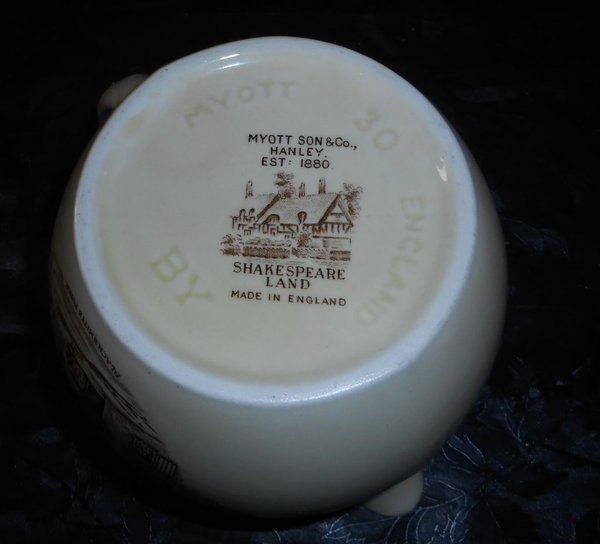 MYOTT 30
ENGLAND
BY
MYOTT SON & Co.,
HANLEY.
EST: 1880.
SHAKESPEARE
LAND
MADE IN ENGLAND